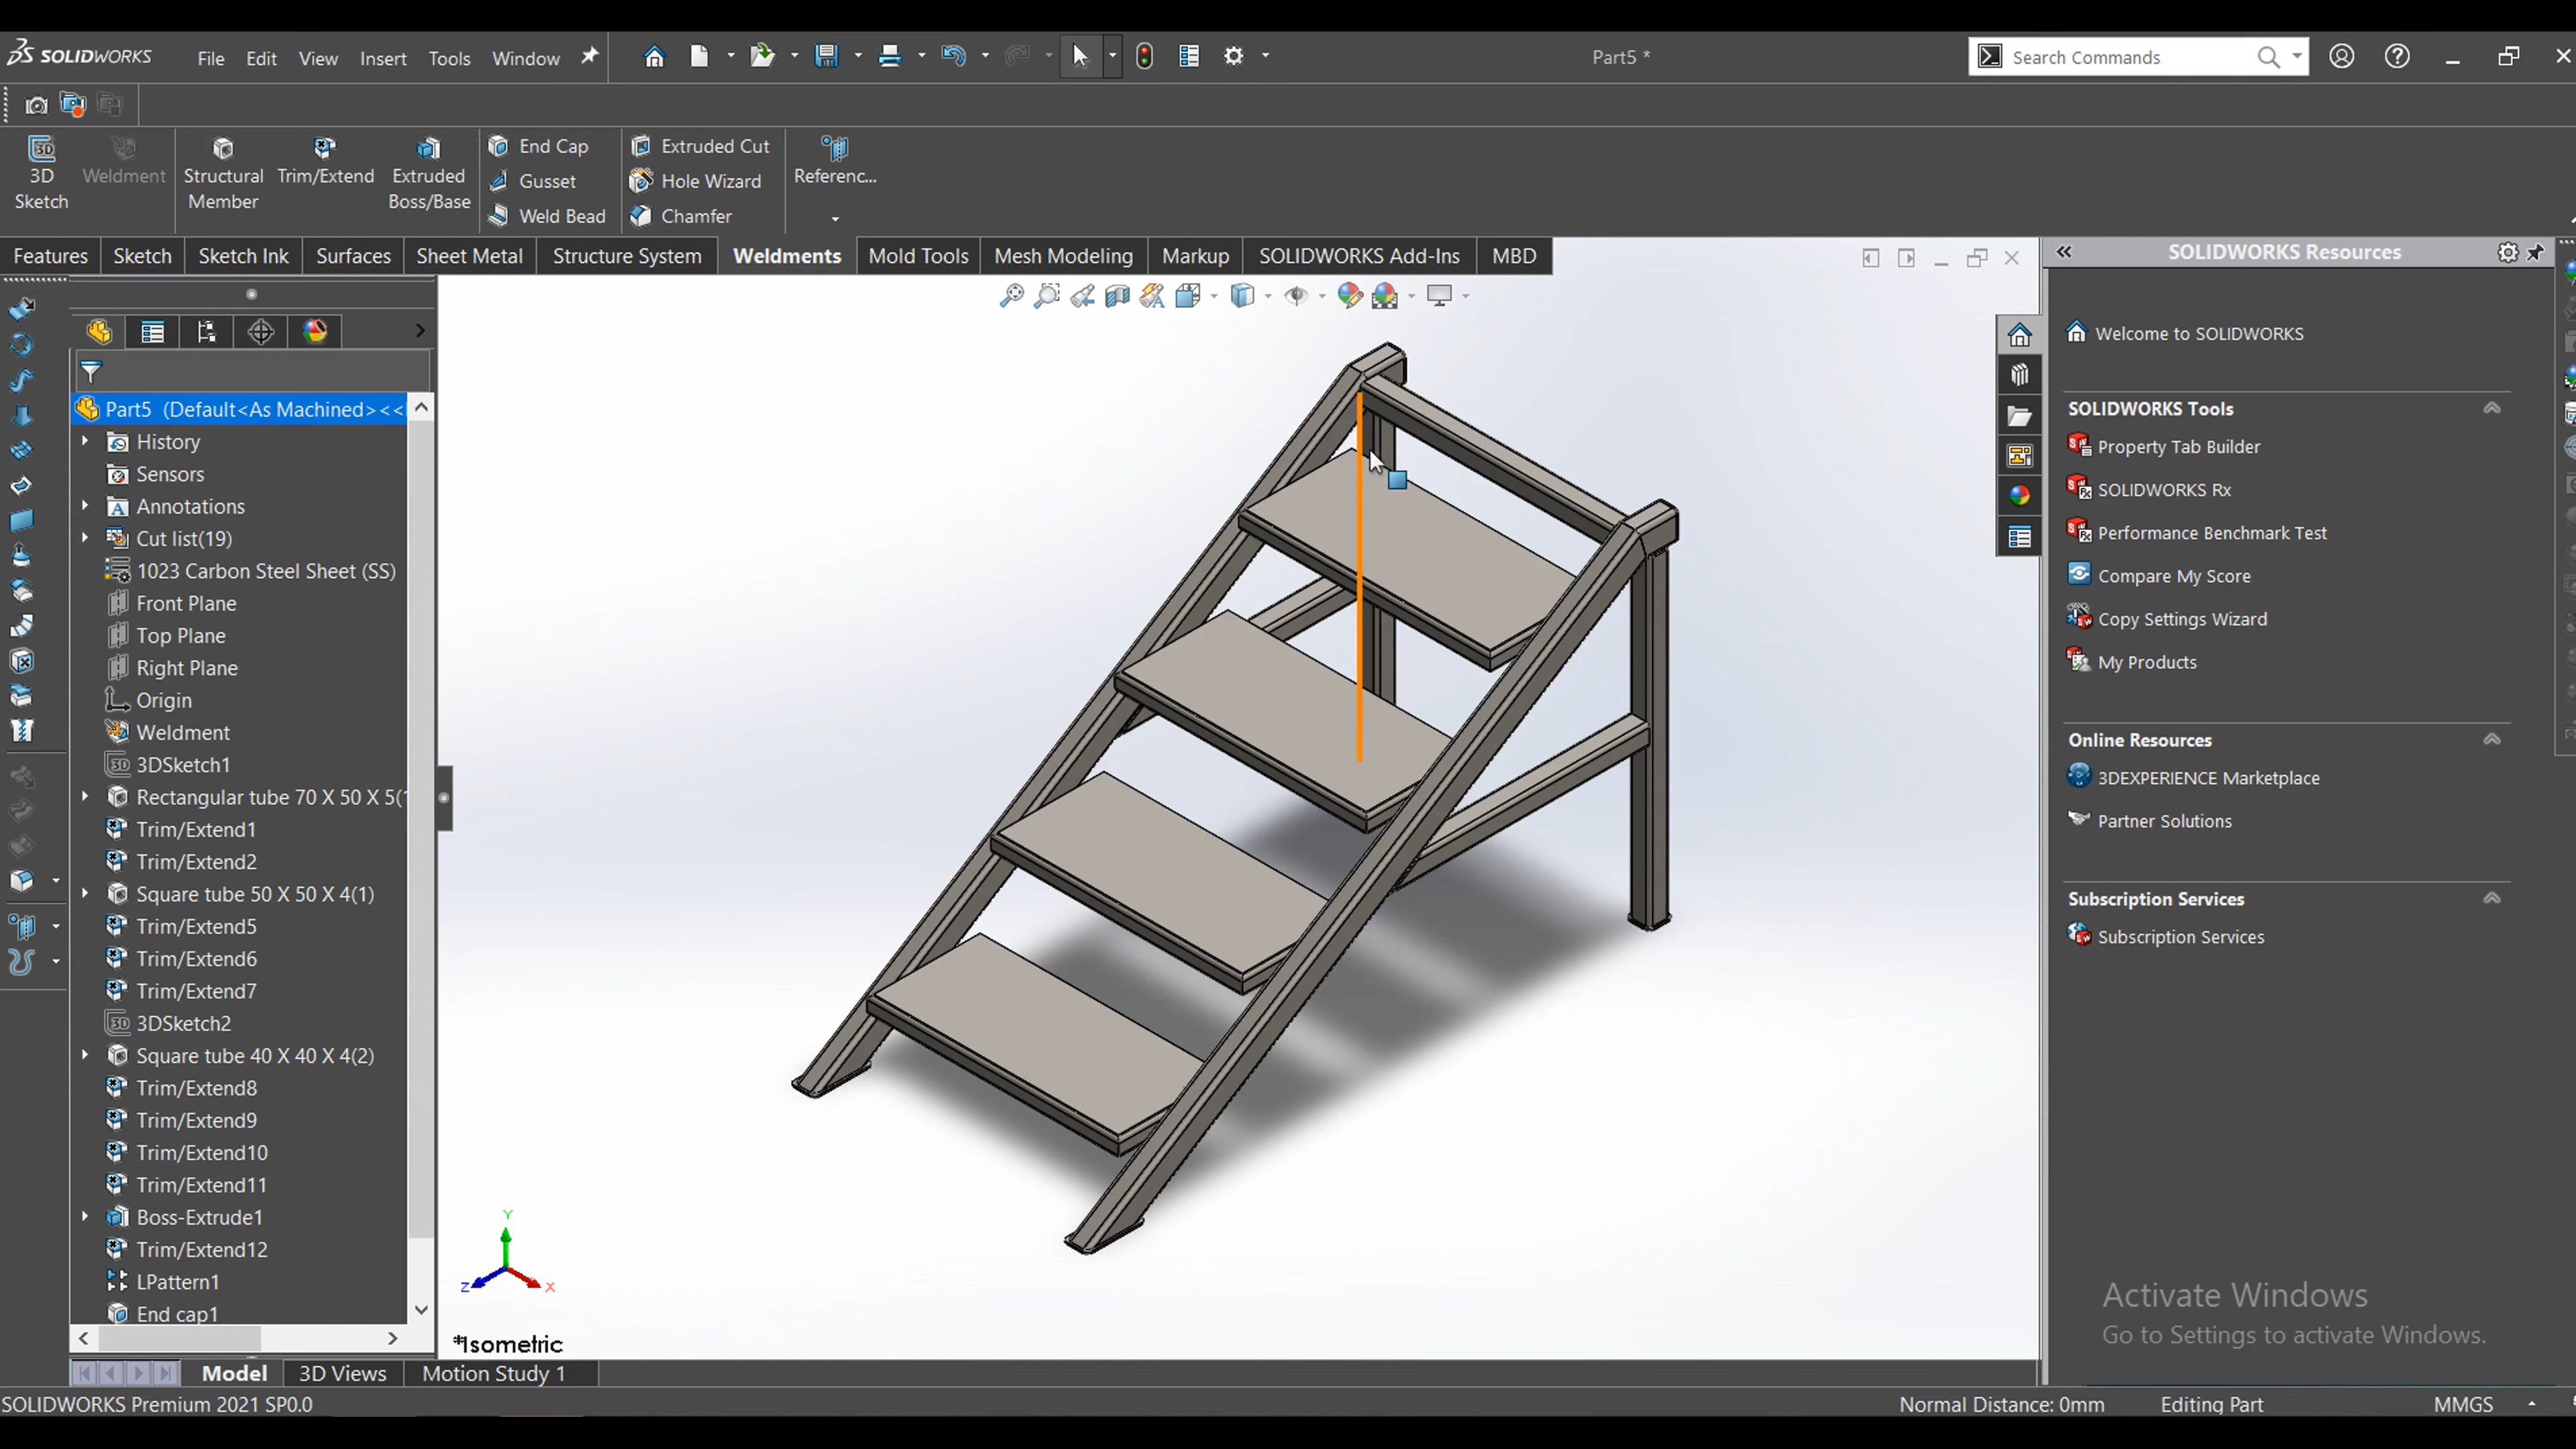 SOLIDWORKS File Edit View Insert Tools Window Part5 * Search Commands
3D Sketch
Weldment
Structural Member
Trim/Extend
Extruded Boss/Base
End Cap
Gusset
Weld Bead
Extruded Cut
Hole Wizard
Chamfer
Referenc...
Features Sketch Sketch Ink Surfaces Sheet Metal Structure System Weldments Mold Tools Mesh Modeling Markup SOLIDWORKS Add-Ins MBD
Part5 (Default<As Machined><<
History
Sensors
Annotations
Cut list(19)
1023 Carbon Steel Sheet (SS)
Front Plane
Top Plane
Right Plane
Origin
Weldment
3DSketch1
Rectangular tube 70 X 50 X 5(1
Trim/Extend1
Trim/Extend2
Square tube 50 X 50 X 4(1)
Trim/Extend5
Trim/Extend6
Trim/Extend7
3DSketch2
Square tube 40 X 40 X 4(2)
Trim/Extend8
Trim/Extend9
Trim/Extend10
Trim/Extend11
Boss-Extrude1
Trim/Extend12
LPattern1
End cap1
Y
Z
X
*Isometric
SOLIDWORKS Resources
Welcome to SOLIDWORKS
SOLIDWORKS Tools
Property Tab Builder
SOLIDWORKS Rx
Performance Benchmark Test
Compare My Score
Copy Settings Wizard
My Products
Online Resources
3DEXPERIENCE Marketplace
Partner Solutions
Subscription Services
Subscription Services
Activate Windows
Go to Settings to activate Windows.
Model 3D Views Motion Study 1
SOLIDWORKS Premium 2021 SP0.0 Normal Distance: 0mm Editing Part MMGS